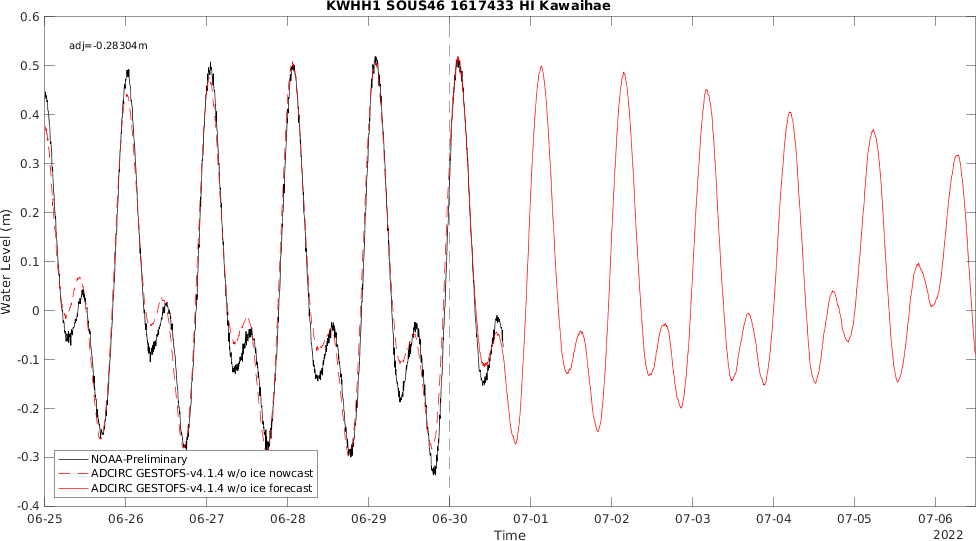 KWHH1 SOUS46 1617433 HI Kawaihae
adj=-0.28304m
Water Level (m)
0.6
0.5
0.4
0.3
0.2
0.1
0
-0.1
-0.2
-0.3
-0.4
NOAA-Preliminary
ADCIRC GESTOFS-v4.1.4 w/o ice nowcast
ADCIRC GESTOFS-v4.1.4 w/o ice forecast
06-25 06-26 06-27 06-28 06-29 06-30 07-01 07-02 07-03 07-04 07-05 07-06
Time
2022